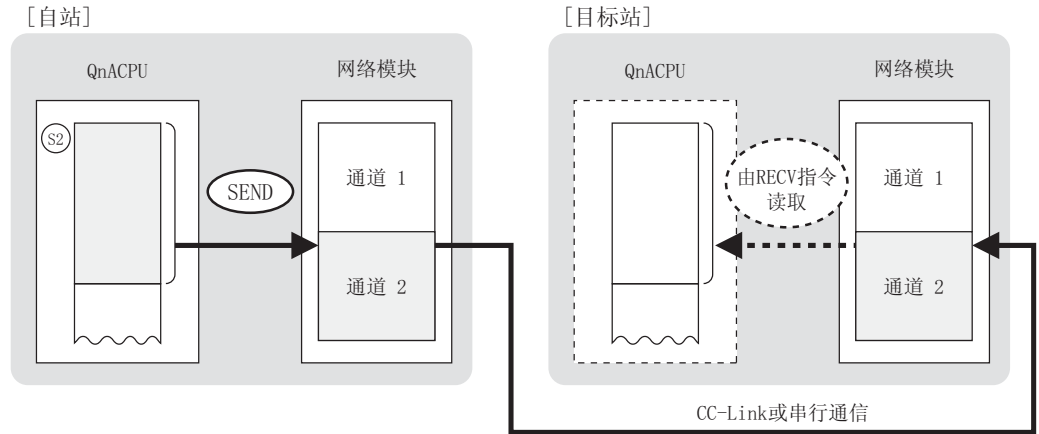 [自站]
[目标站]
QnACPU
网络模块
QnACPU
网络模块
S2
SEND
通道 1
通道 2
由RECV指令
读取
通道 1
通道 2
CC-Link或串行通信